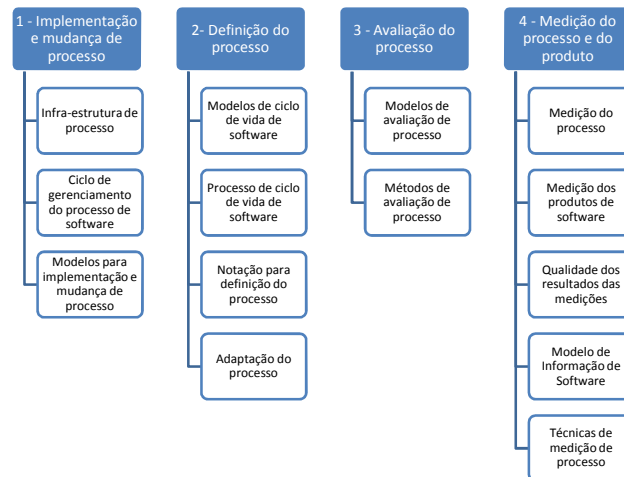 1 - Implementação
e mudança de
processo
Infra-estrutura de
processo
Ciclo de
gerenciamento
do processo de
software
Modelos para
implementação e
mudança de
processo
2- Definição do
processo
Modelos de ciclo
de vida de
software
Processo de ciclo
de vida de
software
Notação para
definição do
processo
Adaptação do
processo
3 - Avaliação do
processo
Modelos de
avaliação de
processo
Métodos de
avaliação de
processo
4 - Medição do
processo e do
produto
Medição do
processo
Medição dos
produtos de
software
Qualidade dos
resultados das
medições
Modelo de
Informação de
Software
Técnicas de
medição de
processo